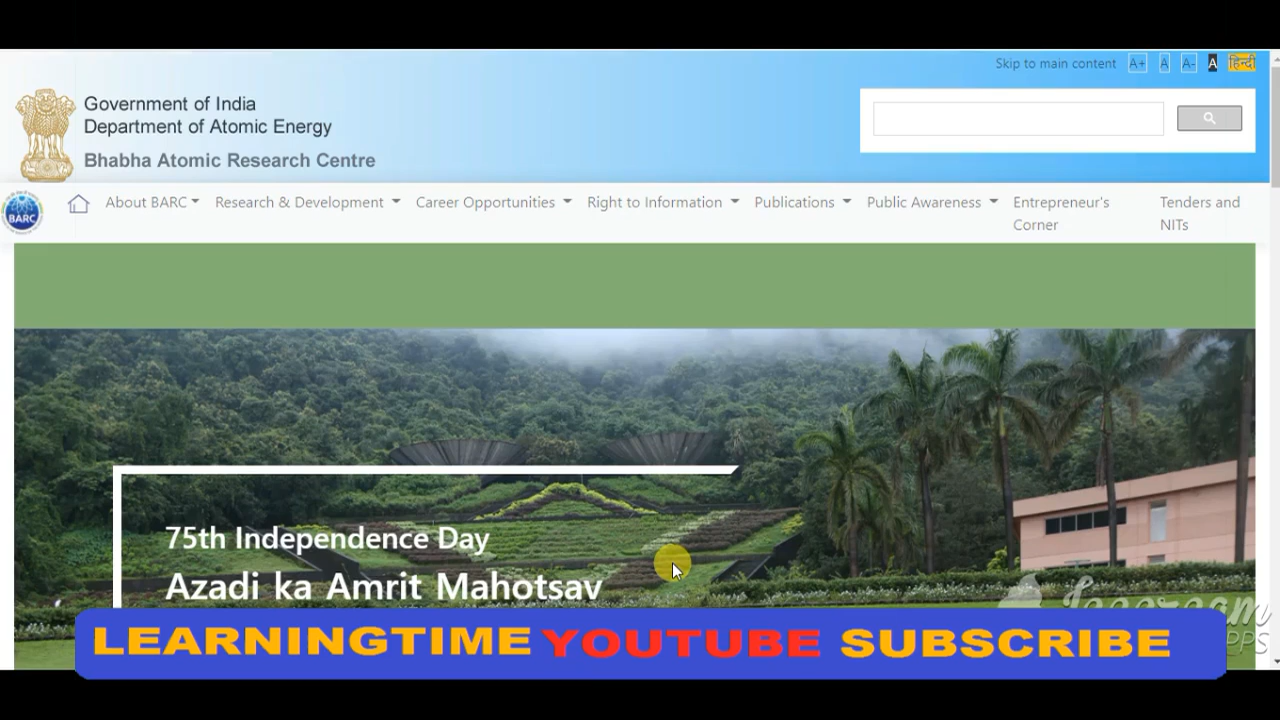 Skip to main content A+ A A- A हिन्दी
Government of India
Department of Atomic Energy
Bhabha Atomic Research Centre
BARC
About BARC Research & Development Career Opportunities Right to Information Publications Public Awareness Entrepreneur's Corner Tenders and NITs
75th Independence Day
Azadi ka Amrit Mahotsav
LEARNINGTIME YOUTUBE SUBSCRIBE
Icecream
APPS